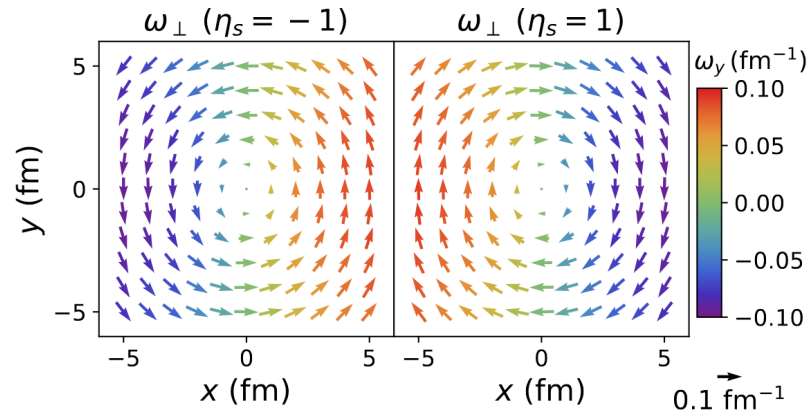 ω⊥ (ηs = −1)
ω⊥ (ηs = 1)
ωy (fm⁻¹)
5
0
−5
y (fm)
0.10
0.05
0.00
−0.05
−0.10
−5 0 5
−5 0 5
x (fm)
x (fm)
0.1 fm⁻¹